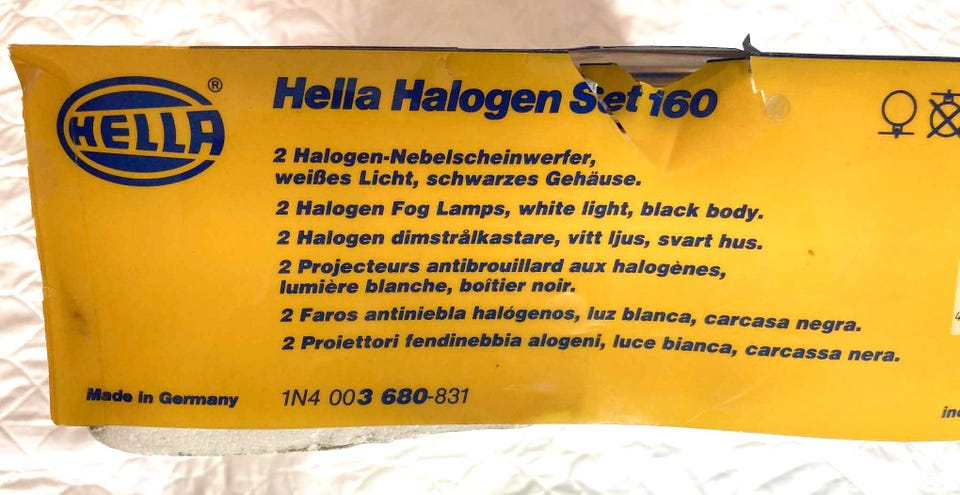 HELLA®
Hella Halogen Set 160
2 Halogen-Nebelscheinwerfer,
weißes Licht, schwarzes Gehäuse.
2 Halogen Fog Lamps, white light, black body.
2 Halogen dimstrålkastare, vitt ljus, svart hus.
2 Projecteurs antibrouillard aux halogènes,
lumière blanche, boîtier noir.
2 Faros antiniebla halógenos, luz blanca, carcasa negra.
2 Proiettori fendinebbia alogeni, luce bianca, carcassa nera.
Made in Germany
1N4 003 680-831